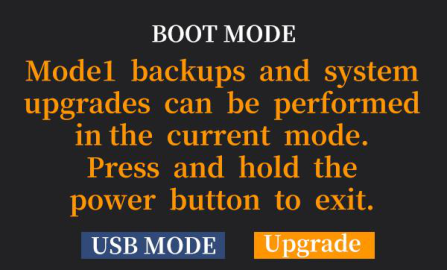 BOOT MODE
Mode1 backups and system
upgrades can be performed
in the current mode.
Press and hold the
power button to exit.
USB MODE
Upgrade